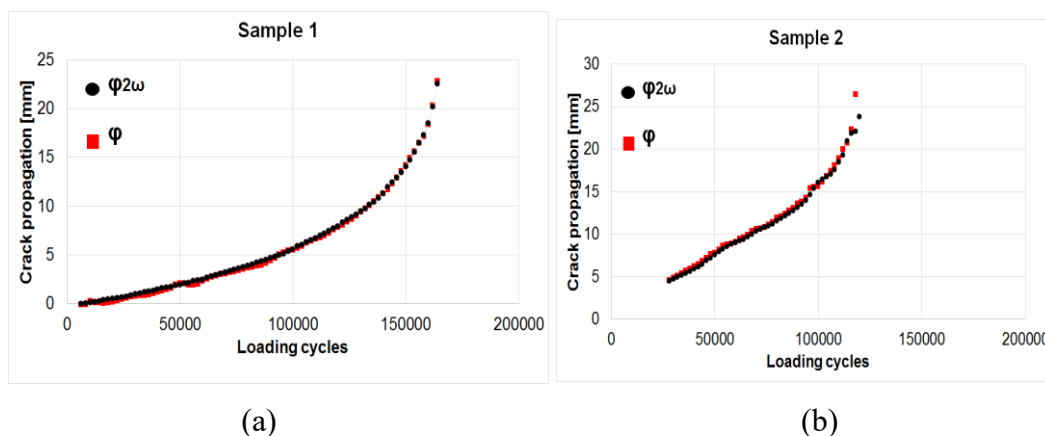 Sample 1
Crack propagation [mm]
25
20
15
10
5
0
φ2ω
φ
0 50000 100000 150000 200000
Loading cycles
(a)
Sample 2
Crack propagation [mm]
30
25
20
15
10
5
0
φ2ω
φ
0 50000 100000 150000 200000
Loading cycles
(b)